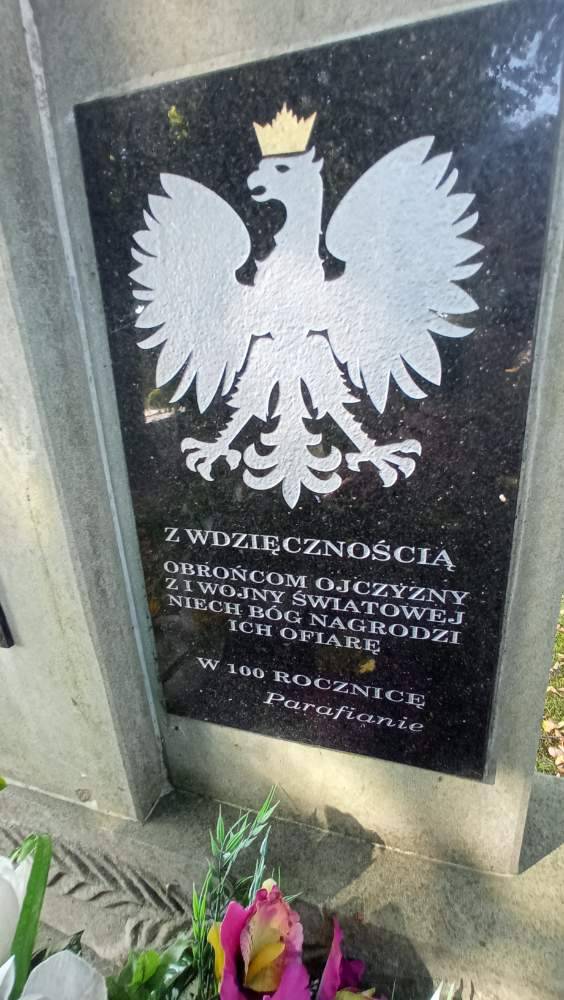 Z WDZIĘCZNOŚCIĄ
OBROŃCOM OJCZYZNY
Z I WOJNY ŚWIATOWEJ
NIECH BÓG NAGRODZI
ICH OFIARĘ
W 100 ROCZNICĘ
Parafianie